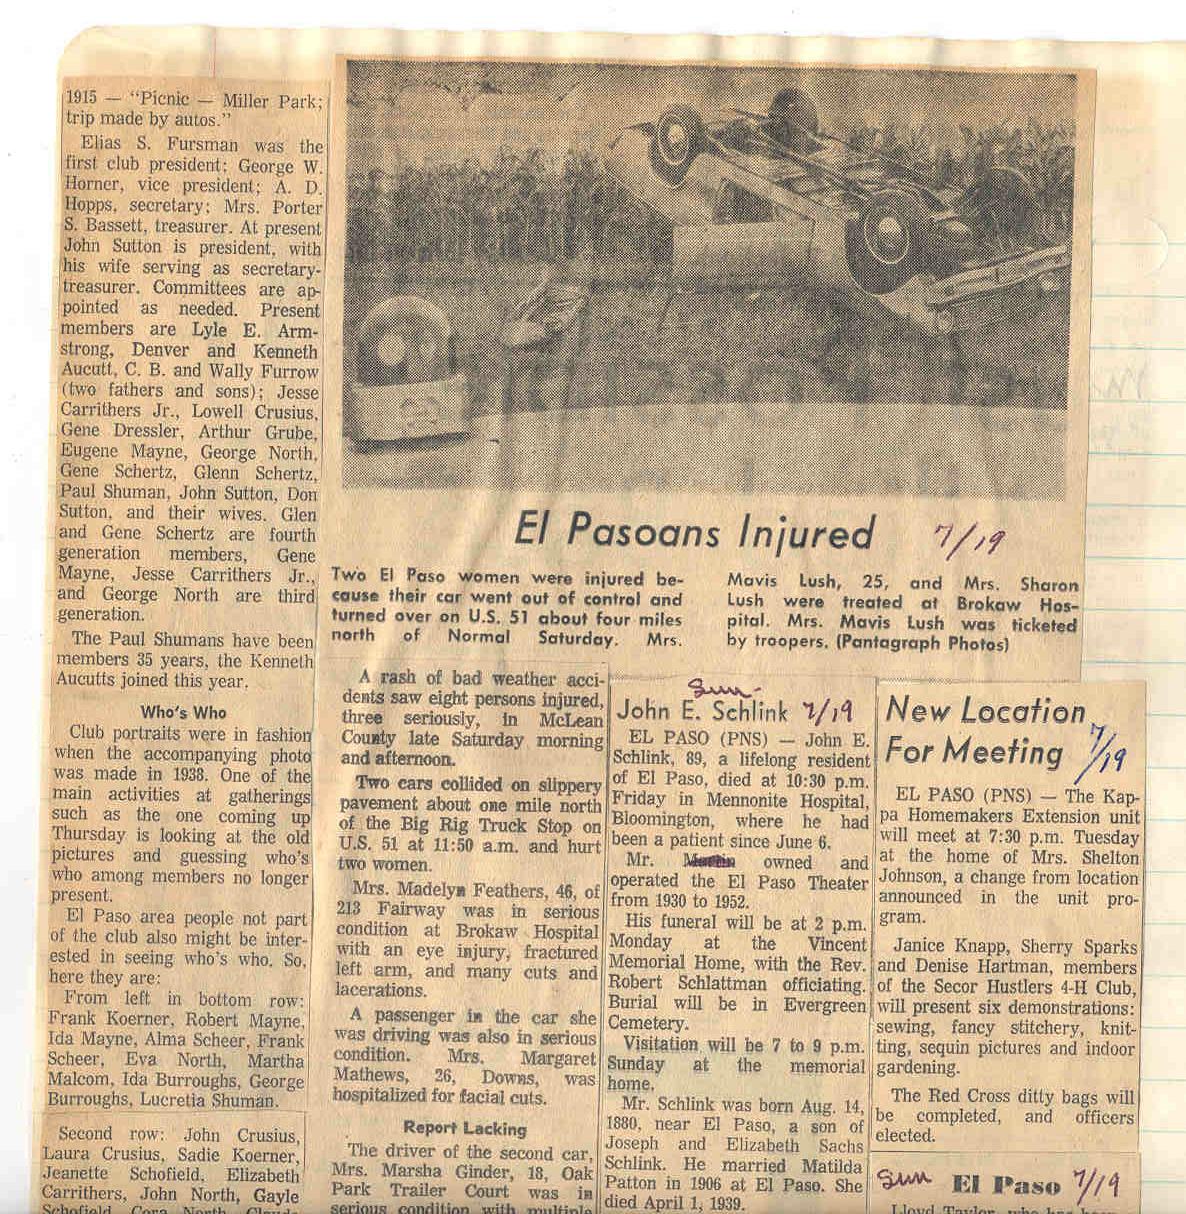 1915 — "Picnic — Miller Park;
trip made by autos."
Elias S. Fursman was the
first club president; George W.
Horner, vice president; A. D.
Hopps, secretary; Mrs. Porter
S. Bassett, treasurer. At present
John Sutton is president, with
his wife serving as secretary-
treasurer. Committees are ap-
pointed as needed. Present
members are Lyle E. Arm-
strong, Denver and Kenneth
Aucutt, C. B. and Wally Furrow
(two fathers and sons); Jesse
Carrithers Jr., Lowell Crusius,
Gene Dressler, Arthur Grube,
Eugene Mayne, George North,
Gene Schertz, Glenn Schertz,
Paul Shuman, John Sutton, Don
Sutton, and their wives. Glen
and Gene Schertz are fourth
generation members, Gene
Mayne, Jesse Carrithers Jr.,
and George North are third
generation.
The Paul Shumans have been
members 35 years, the Kenneth
Aucutts joined this year.
Who's Who
Club portraits were in fashion
when the accompanying photo
was made in 1938. One of the
main activities at gatherings
such as the one coming up
Thursday is looking at the old
pictures and guessing who's
who among members no longer
present.
El Paso area people not part
of the club also might be inter-
ested in seeing who's who. So,
here they are:
From left in bottom row:
Frank Koerner, Robert Mayne,
Ida Mayne, Alma Scheer, Frank
Scheer, Eva North, Martha
Malcom, Ida Burroughs, George
Burroughs, Lucretia Shuman.
Second row: John Crusius,
Laura Crusius, Sadie Koerner,
Jeanette Schofield, Elizabeth
Carrithers, John North, Gayle
Schofield, Cora North,
El Pasoans Injured 7/19
Two El Paso women were injured be-
cause their car went out of control and
turned over on U.S. 51 about four miles
north of Normal Saturday. Mrs.
Mavis Lush, 25, and Mrs. Sharon
Lush were treated at Brokaw Hos-
pital. Mrs. Mavis Lush was ticketed
by troopers. (Pantagraph Photos)
A rash of bad weather acci-
dents saw eight persons injured,
three seriously, in McLean
County late Saturday morning
and afternoon.
Two cars collided on slippery
pavement about one mile north
of the Big Rig Truck Stop on
U.S. 51 at 11:50 a.m. and hurt
two women.
Mrs. Madelyn Feathers, 46, of
213 Fairway was in serious
condition at Brokaw Hospital
with an eye injury, fractured
left arm, and many cuts and
lacerations.
A passenger in the car she
was driving was also in serious
condition. Mrs. Margaret
Mathews, 26, Downs, was
hospitalized for facial cuts.
Report Lacking
The driver of the second car,
Mrs. Marsha Ginder, 18, Oak
Park Trailer Court was in
serious condition with multiple
Sun-
John E. Schlink 7/19
EL PASO (PNS) — John E.
Schlink, 89, a lifelong resident
of El Paso, died at 10:30 p.m.
Friday in Mennonite Hospital,
Bloomington, where he had
been a patient since June 6.
Mr. owned and
operated the El Paso Theater
from 1930 to 1952.
His funeral will be at 2 p.m.
Monday at the Vincent
Memorial Home, with the Rev.
Robert Schlattman officiating.
Burial will be in Evergreen
Cemetery.
Visitation will be 7 to 9 p.m.
Sunday at the memorial
home.
Mr. Schlink was born Aug. 14,
1880, near El Paso, a son of
Joseph and Elizabeth Sachs
Schlink. He married Matilda
Patton in 1906 at El Paso. She
died April 1, 1939.
New Location
For Meeting 7/19
EL PASO (PNS) — The Kap-
pa Homemakers Extension unit
will meet at 7:30 p.m. Tuesday
at the home of Mrs. Shelton
Johnson, a change from location
announced in the unit pro-
gram.
Janice Knapp, Sherry Sparks
and Denise Hartman, members
of the Secor Hustlers 4-H Club,
will present six demonstrations:
sewing, fancy stitchery, knit-
ting, sequin pictures and indoor
gardening.
The Red Cross ditty bags will
be completed, and officers
elected.
Sun El Paso 7/19
Lloyd Taylor, who has been